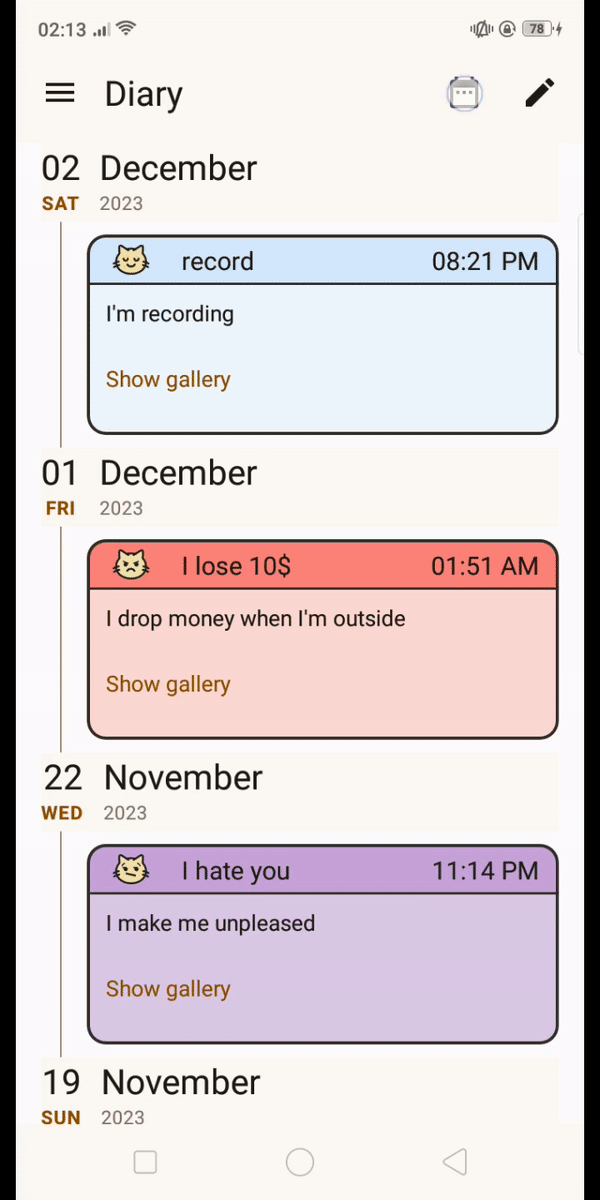 02:13 78
Diary
02 December
SAT 2023
record 08:21 PM
I'm recording
Show gallery
01 December
FRI 2023
I lose 10$ 01:51 AM
I drop money when I'm outside
Show gallery
22 November
WED 2023
I hate you 11:14 PM
I make me unpleased
Show gallery
19 November
SUN 2023